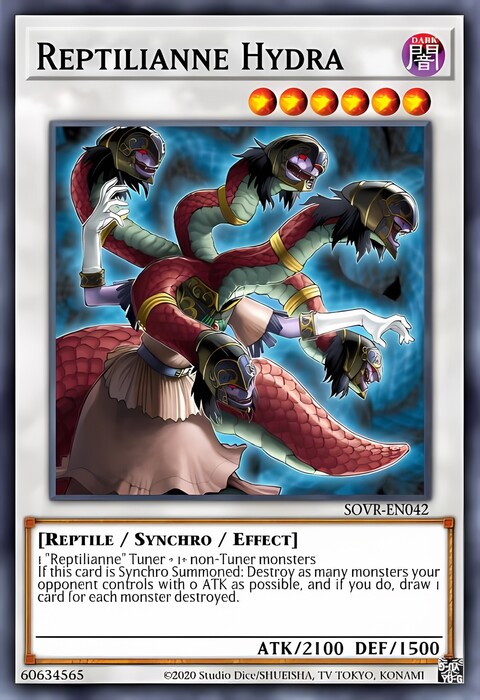 REPTILIANNE HYDRA
DARK
闇
SOVR-EN042
[REPTILE / SYNCHRO / EFFECT]
1 "Reptilianne" Tuner + 1+ non-Tuner monsters
If this card is Synchro Summoned: Destroy as many monsters your
opponent controls with 0 ATK as possible, and if you do, draw 1
card for each monster destroyed.
ATK/2100 DEF/1500
60634565
©2020 Studio Dice/SHUEISHA, TV TOKYO, KONAMI